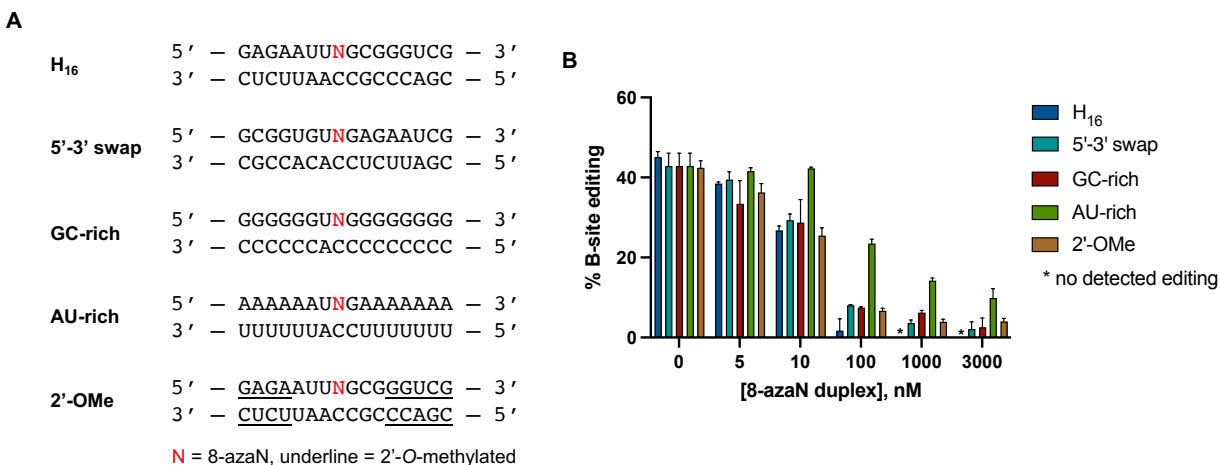 A
H₁₆
5′ — GAGAAUUNGCGGGUCG — 3′
3′ — CUCUUAACCGCCCAGC — 5′
5'-3' swap
5′ — GCGGUGUNGAGAAUCG — 3′
3′ — CGCCACACCUCUUAGC — 5′
GC-rich
5′ — GGGGGGUNGGGGGGGG — 3′
3′ — CCCCCCACCCCCCCCC — 5′
AU-rich
5′ — AAAAAAUNGAAAAAAA — 3′
3′ — UUUUUUACCUUUUUUU — 5′
2'-OMe
5′ — GAGAAUUNGCGGGUCG — 3′
3′ — CUCUUAACCGCCCAGC — 5′
N = 8-azaN, underline = 2'-O-methylated
B
% B-site editing
60
40
20
0
* *
0 5 10 100 1000 3000
[8-azaN duplex], nM
H₁₆
5'-3' swap
GC-rich
AU-rich
2'-OMe
* no detected editing